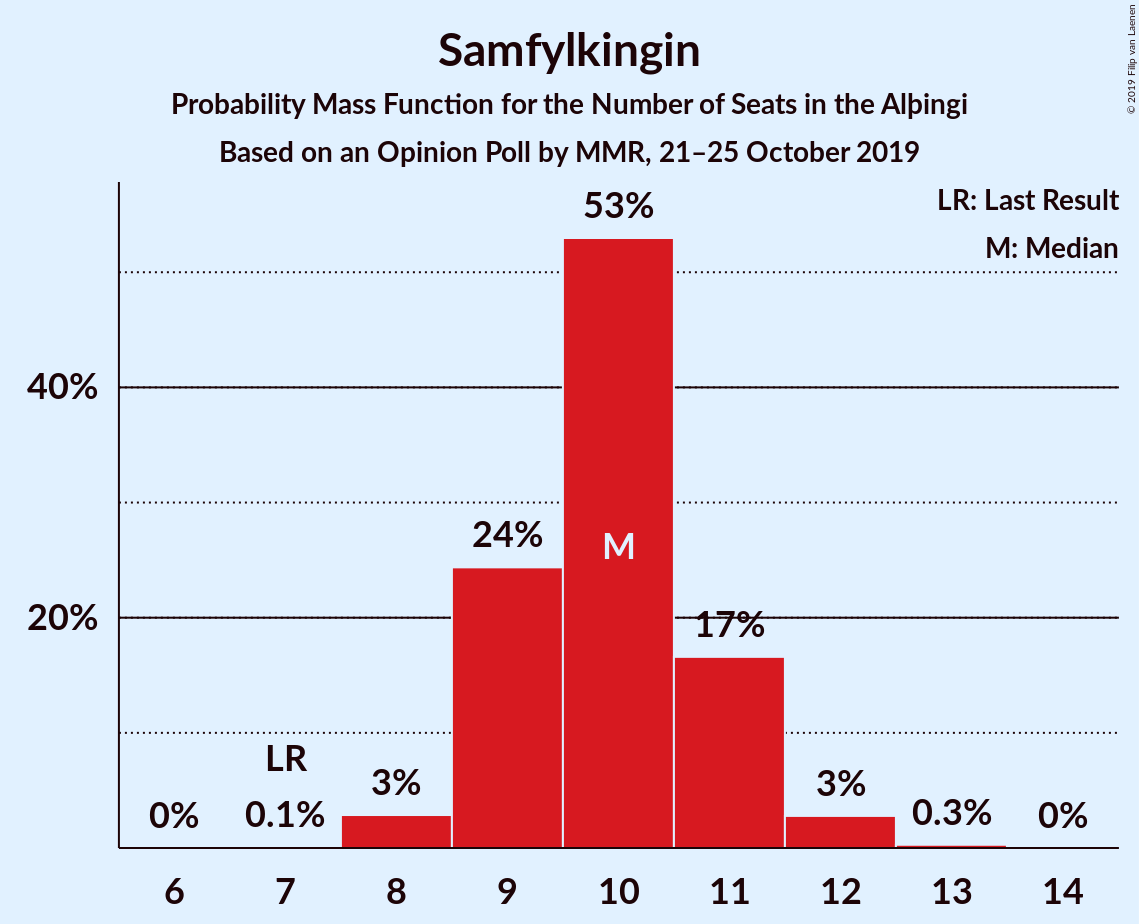 Samfylkingin
Probability Mass Function for the Number of Seats in the Alþingi
Based on an Opinion Poll by MMR, 21–25 October 2019
© 2019 Filip van Laenen
LR: Last Result
M: Median
53%
40%
24%
M
20%
17%
LR
0%
0.1%
3%
3%
0.3%
0%
6 7 8 9 10 11 12 13 14